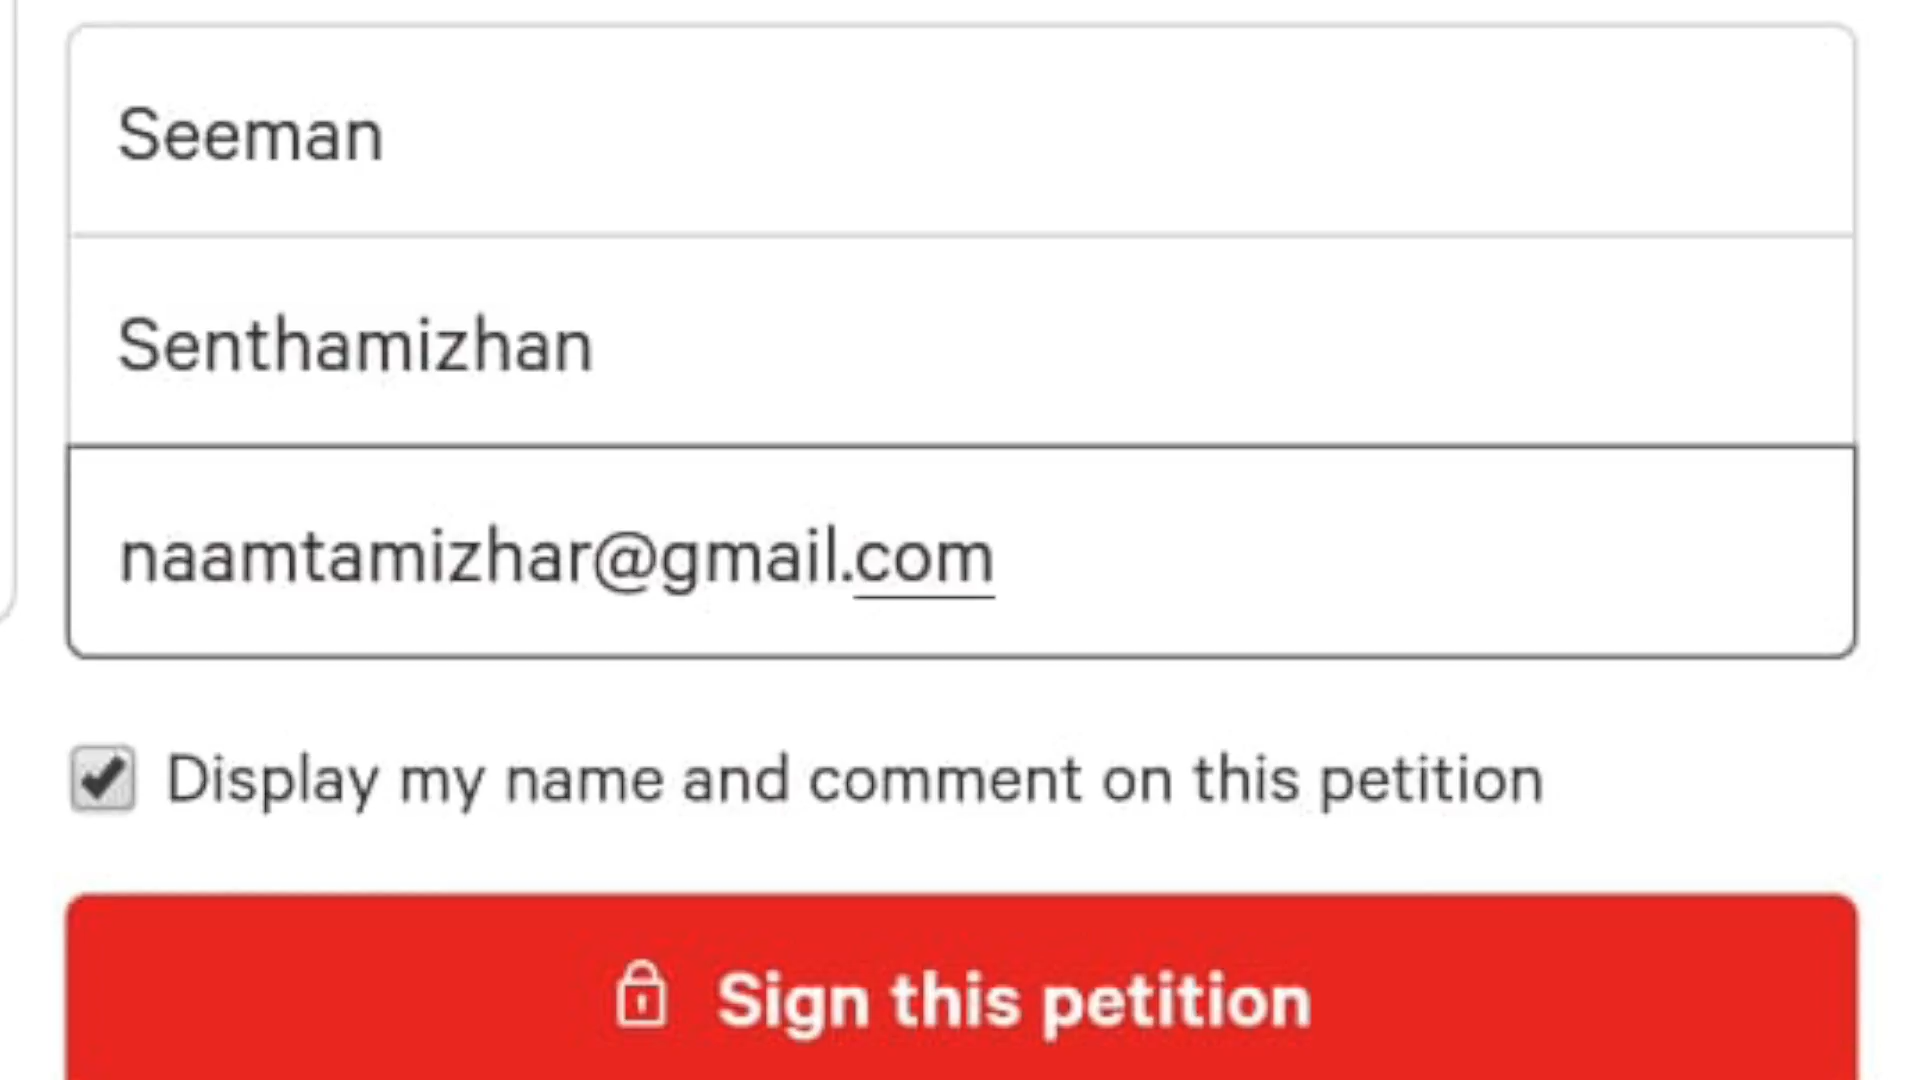 Seeman
Senthamizhan
naamtamizhar@gmail.com
Display my name and comment on this petition
Sign this petition